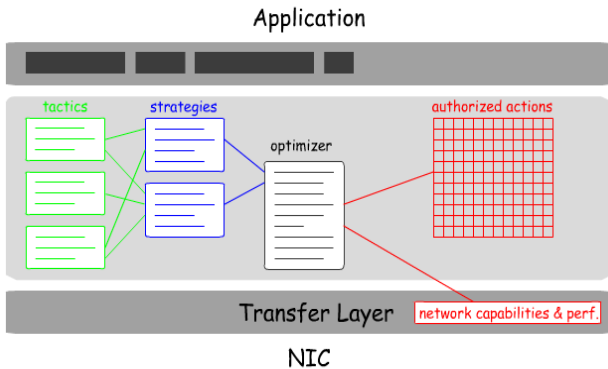 Application
tactics
strategies
authorized actions
optimizer
network capabilities & perf.
Transfer Layer
NIC